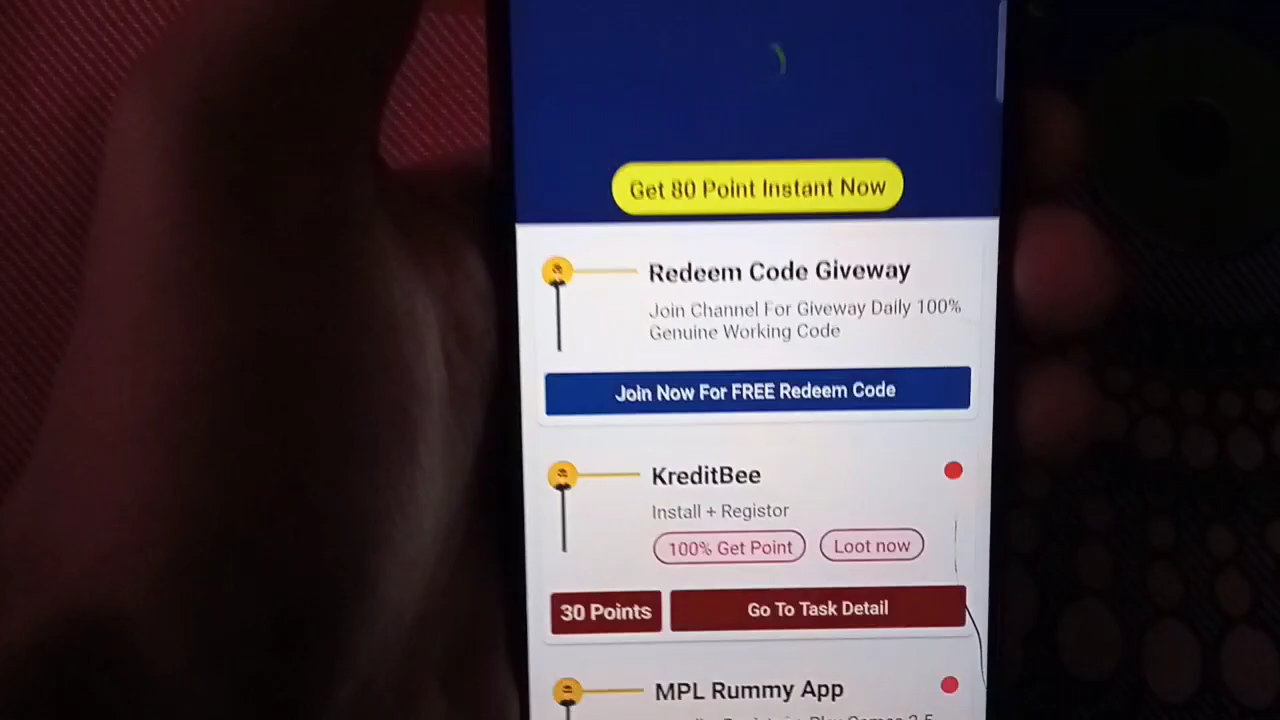 Get 80 Point Instant Now
Redeem Code Giveway
Join Channel For Giveway Daily 100%
Genuine Working Code
Join Now For FREE Redeem Code
KreditBee
Install + Registor
100% Get Point
Loot now
30 Points
Go To Task Detail
MPL Rummy App